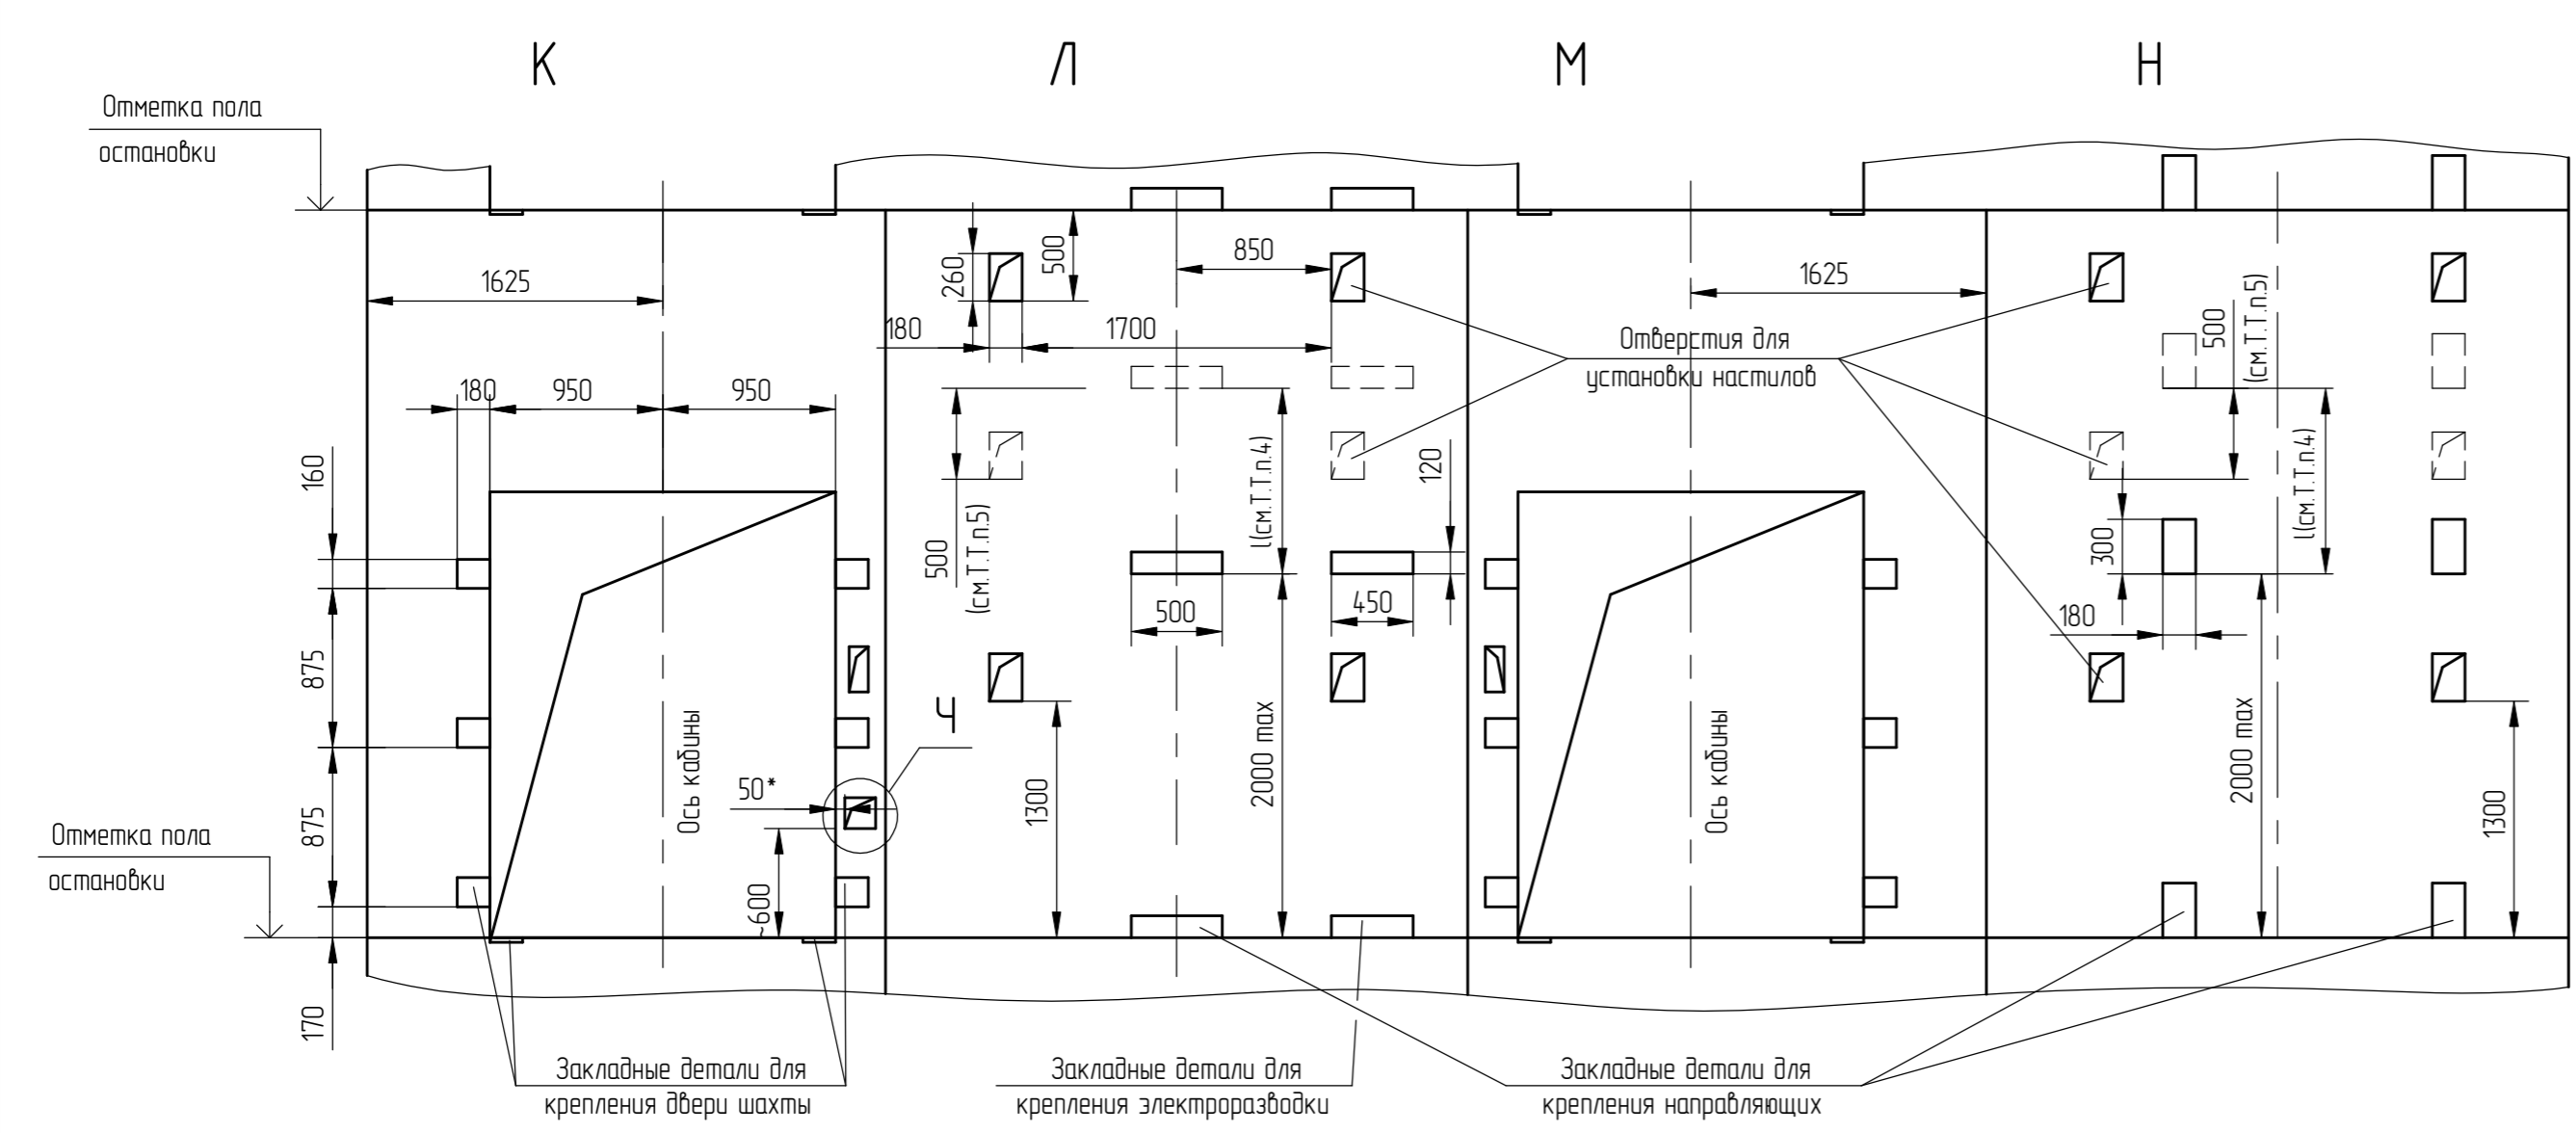 К
Л
М
Н
Отметка пола
остановки
1625
260
500
850
1625
180
1700
Отверстия для
установки настилов
500
(см.Т.Т.п.5)
180
950
950
160
l(см.Т.Т.п.4)
120
l(см.Т.Т.п.4)
500
(см.Т.Т.п.5)
300
500
450
180
875
Ч
Ось кабины
50*
1300
2000 max
Ось кабины
2000 max
1300
875
Отметка пола
остановки
~600
170
Закладные детали для
крепления двери шахты
Закладные детали для
крепления электроразводки
Закладные детали для
крепления направляющих